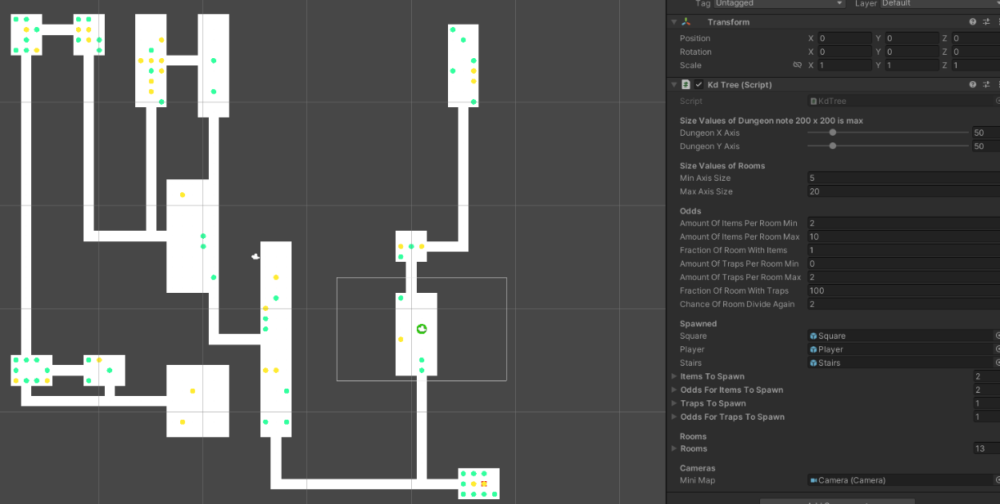 Tag Untagged Layer Default
Transform
Position X 0 Y 0 Z 0
Rotation X 0 Y 0 Z 0
Scale X 1 Y 1 Z 1
Kd Tree (Script)
Script KdTree
Size Values of Dungeon note 200 x 200 is max
Dungeon X Axis 50
Dungeon Y Axis 50
Size Values of Rooms
Min Axis Size 5
Max Axis Size 20
Odds
Amount Of Items Per Room Min 2
Amount Of Items Per Room Max 10
Fraction Of Room With Items 1
Amount Of Traps Per Room Min 0
Amount Of Traps Per Room Max 2
Fraction Of Room With Traps 100
Chance Of Room Divide Again 2
Spawned
Square Square
Player Player
Stairs Stairs
Items To Spawn 2
Odds For Items To Spawn 2
Traps To Spawn 1
Odds For Traps To Spawn 1
Rooms
Rooms 13
Cameras
Mini Map Camera (Camera)